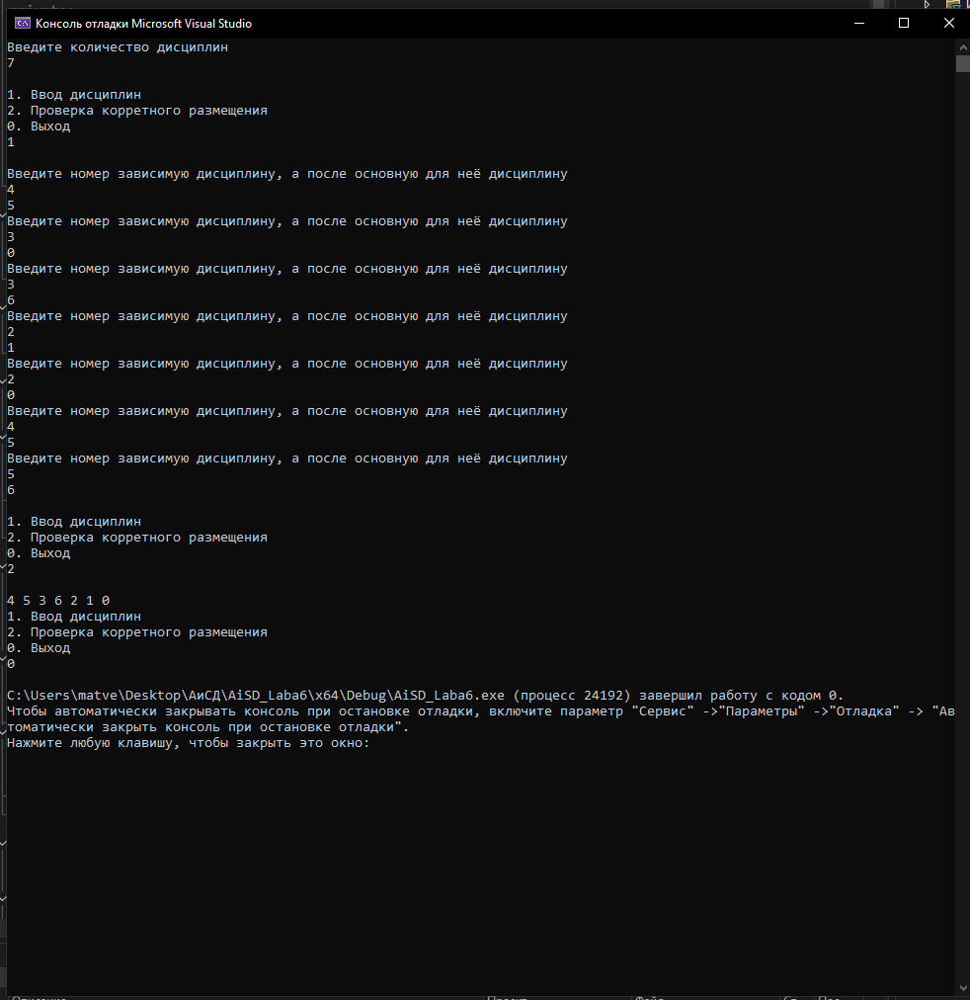 Консоль отладки Microsoft Visual Studio
Введите количество дисциплин
7
1. Ввод дисциплин
2. Проверка корретного размещения
0. Выход
1
Введите номер зависимую дисциплину, а после основную для неё дисциплину
4
5
Введите номер зависимую дисциплину, а после основную для неё дисциплину
3
0
Введите номер зависимую дисциплину, а после основную для неё дисциплину
3
6
Введите номер зависимую дисциплину, а после основную для неё дисциплину
2
1
Введите номер зависимую дисциплину, а после основную для неё дисциплину
2
0
Введите номер зависимую дисциплину, а после основную для неё дисциплину
4
5
Введите номер зависимую дисциплину, а после основную для неё дисциплину
5
6
1. Ввод дисциплин
2. Проверка корретного размещения
0. Выход
2
4 5 3 6 2 1 0
1. Ввод дисциплин
2. Проверка корретного размещения
0. Выход
0
C:\Users\matve\Desktop\АиСД\AiSD_Laba6\x64\Debug\AiSD_Laba6.exe (процесс 24192) завершил работу с кодом 0.
Чтобы автоматически закрывать консоль при остановке отладки, включите параметр "Сервис" ->"Параметры" ->"Отладка" -> "Ав
томатически закрыть консоль при остановке отладки".
Нажмите любую клавишу, чтобы закрыть это окно: